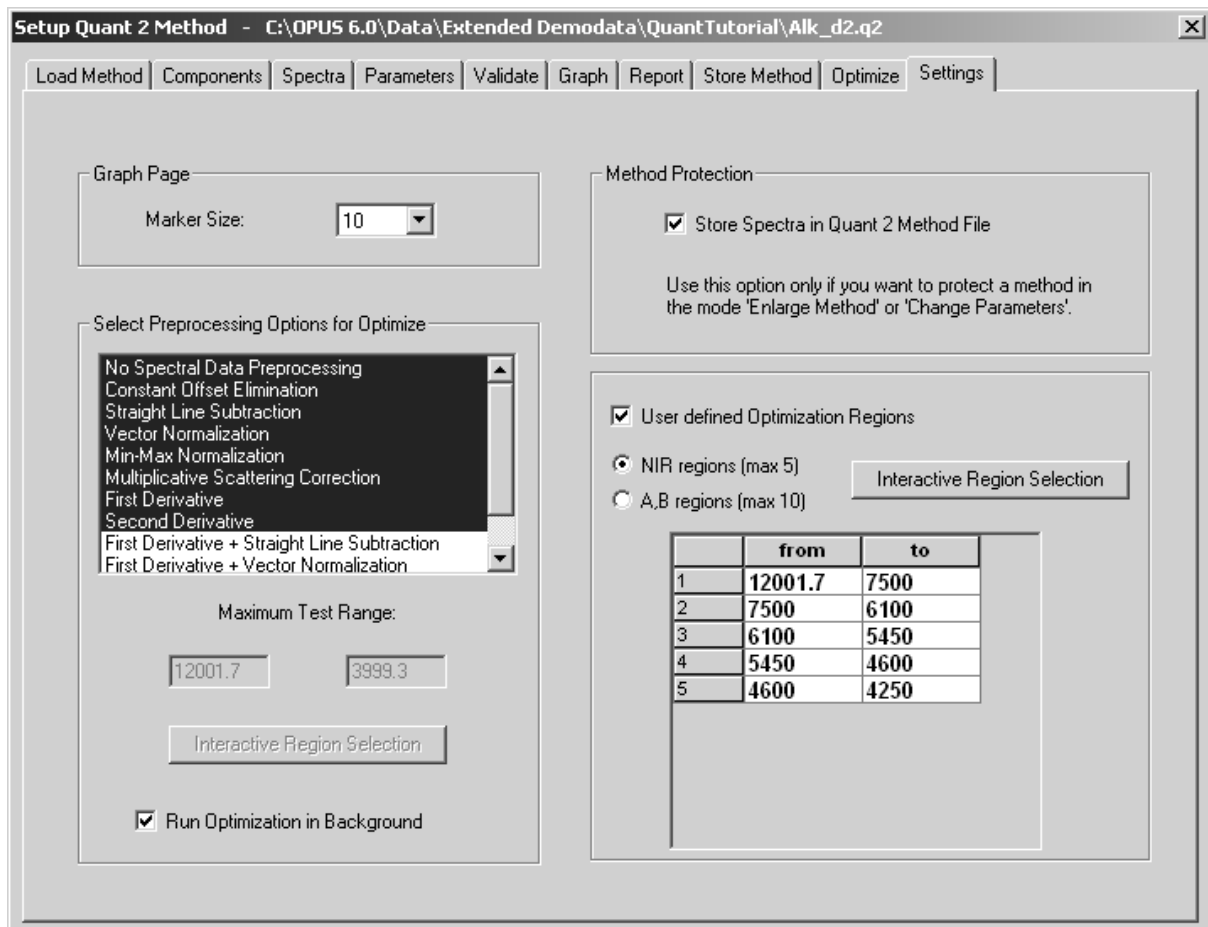 Setup Quant 2 Method - C:\OPUS 6.0\Data\Extended Demodata\QuantTutorial\Alk_d2.q2
Load Method Components Spectra Parameters Validate Graph Report Store Method Optimize Settings
Graph Page
Marker Size: 10
Select Preprocessing Options for Optimize
No Spectral Data Preprocessing
Constant Offset Elimination
Straight Line Subtraction
Vector Normalization
Min-Max Normalization
Multiplicative Scattering Correction
First Derivative
Second Derivative
First Derivative + Straight Line Subtraction
First Derivative + Vector Normalization
Maximum Test Range:
12001.7 3999.3
Interactive Region Selection
Run Optimization in Background
Method Protection
Store Spectra in Quant 2 Method File
Use this option only if you want to protect a method in
the mode 'Enlarge Method' or 'Change Parameters'.
User defined Optimization Regions
NIR regions (max 5)
A,B regions (max 10)
Interactive Region Selection
from to
1 12001.7 7500
2 7500 6100
3 6100 5450
4 5450 4600
5 4600 4250